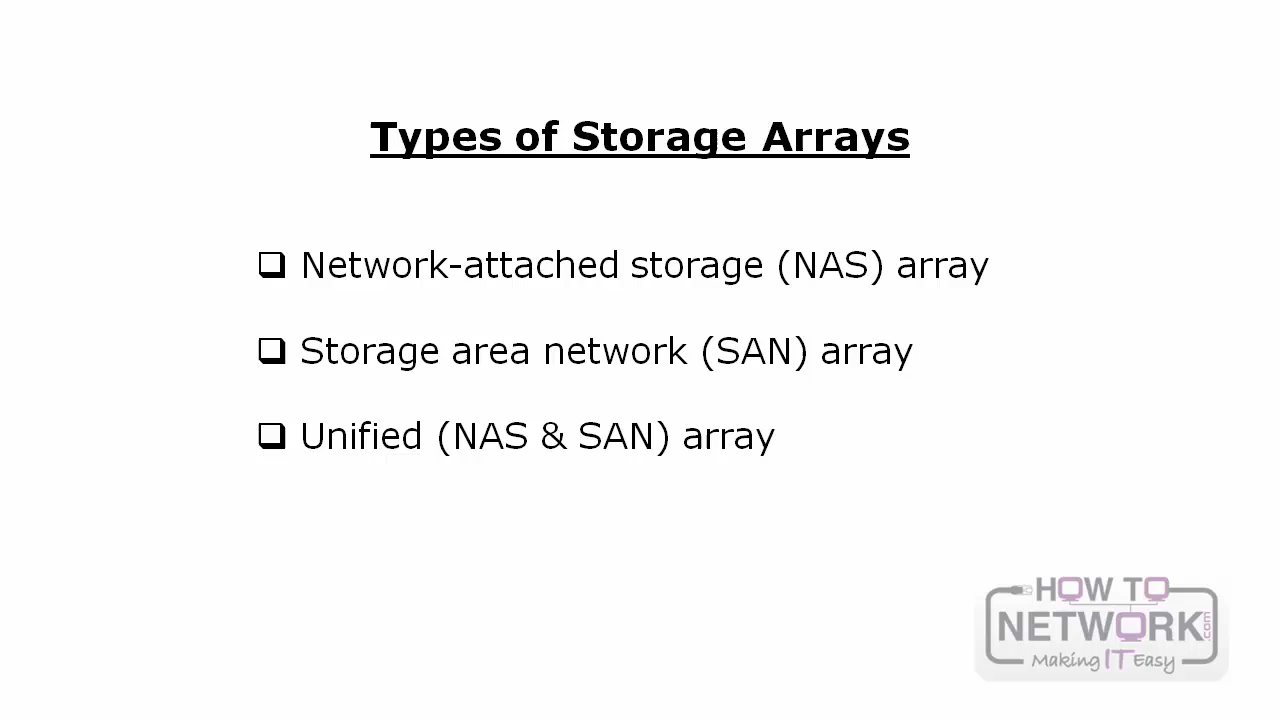 Types of Storage Arrays
❑ Network-attached storage (NAS) array
❑ Storage area network (SAN) array
❑ Unified (NAS & SAN) array
HOW TO
NETWORK.com
Making IT Easy